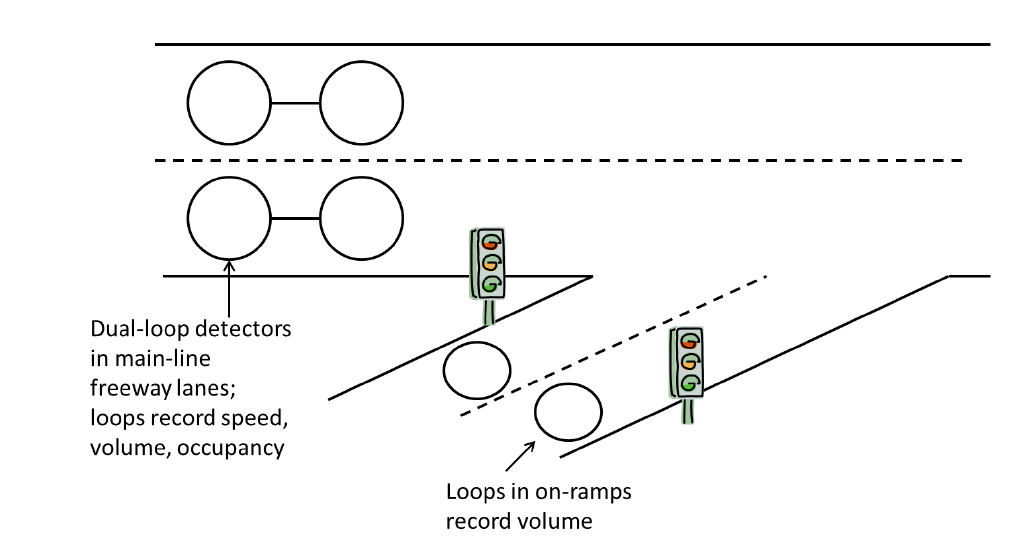 Dual-loop detectors
in main-line
freeway lanes;
loops record speed,
volume, occupancy
Loops in on-ramps
record volume